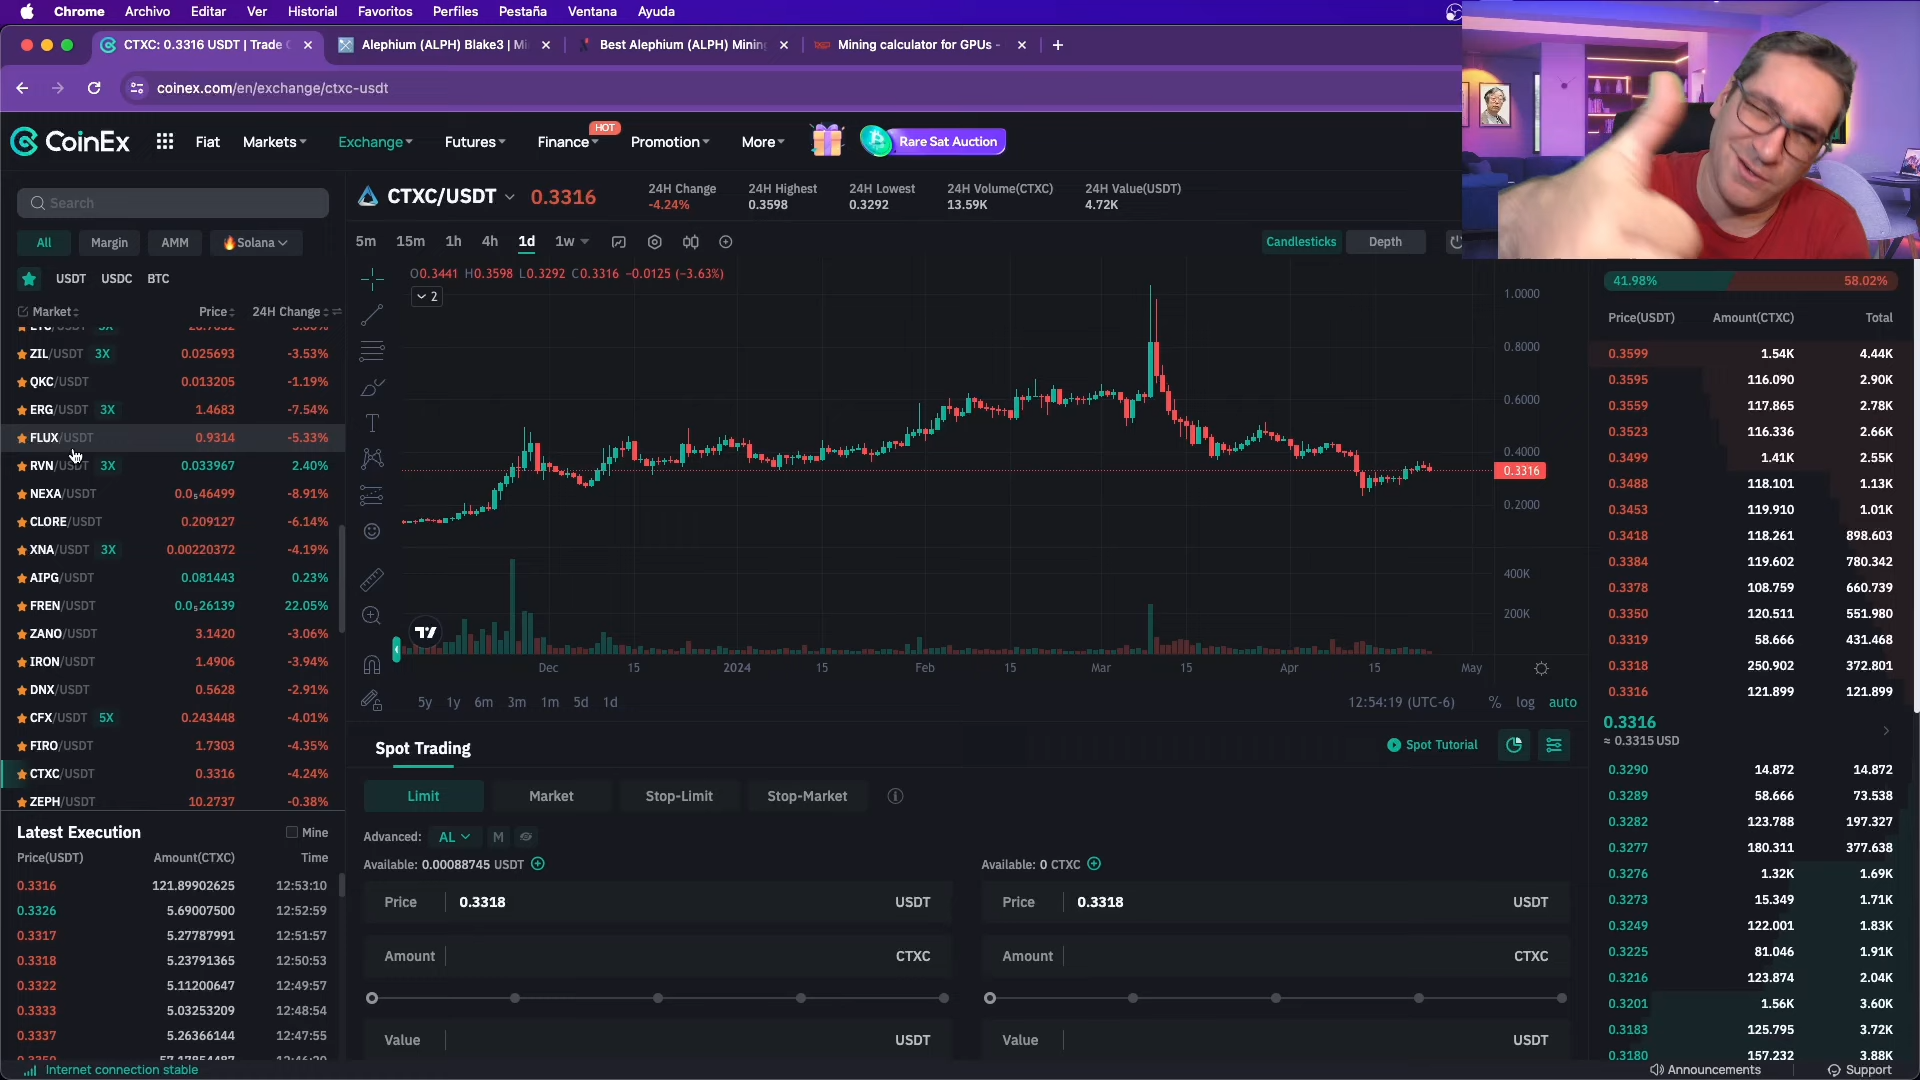 Chrome Archivo Editar Ver Historial Favoritos Perfiles Pestaña Ventana Ayuda
CTXC: 0.3316 USDT | Trade
Alephium (ALPH) Blake3 |
Best Alephium (ALPH) Mining
Mining calculator for GPUs -
coinex.com/en/exchange/ctxc-usdt
CoinEx Fiat Markets Exchange Futures Finance HOT Promotion More Rare Sat Auction
Search
All Margin AMM 🔥Solana
USDT USDC BTC
Market Price 24H Change
ZIL/USDT 3X 0.025693 -3.53%
QKC/USDT 0.013205 -1.19%
ERG/USDT 3X 1.4683 -7.54%
FLUX/USDT 0.9314 -5.33%
RVN/USDT 3X 0.033967 2.40%
NEXA/USDT 0.0₅46499 -8.91%
CLORE/USDT 0.209127 -6.14%
XNA/USDT 3X 0.00220372 -4.19%
AIPG/USDT 0.081443 0.23%
FREN/USDT 0.0₅26139 22.05%
ZANO/USDT 3.1420 -3.06%
IRON/USDT 1.4906 -3.94%
DNX/USDT 0.5628 -2.91%
CFX/USDT 5X 0.243448 -4.01%
FIRO/USDT 1.7303 -4.35%
CTXC/USDT 0.3316 -4.24%
ZEPH/USDT 10.2737 -0.38%
Latest Execution Mine
Price(USDT) Amount(CTXC) Time
0.3316 121.89902625 12:53:10
0.3326 5.69007500 12:52:59
0.3317 5.27787991 12:51:57
0.3318 5.23791365 12:50:53
0.3322 5.11200647 12:49:57
0.3333 5.03253209 12:48:54
0.3337 5.26366144 12:47:55
Internet connection stable
CTXC/USDT 0.3316
24H Change 24H Highest 24H Lowest 24H Volume(CTXC) 24H Value(USDT)
-4.24% 0.3598 0.3292 13.59K 4.72K
5m 15m 1h 4h 1d 1w
Candlesticks Depth
O0.3441 H0.3598 L0.3292 C0.3316 -0.0125 (-3.63%)
2
1.0000
0.8000
0.6000
0.4000
0.3316
0.2000
400K
200K
Dec 15 2024 15 Feb 15 Mar 15 Apr 15 May
5y 1y 6m 3m 1m 5d 1d
12:54:19 (UTC-6) % log auto
Spot Trading
Spot Tutorial
Limit Market Stop-Limit Stop-Market
Advanced: AL M
Available: 0.00088745 USDT
Price 0.3318 USDT
Amount CTXC
Value USDT
Available: 0 CTXC
Price 0.3318 USDT
Amount CTXC
Value USDT
41.98% 58.02%
Price(USDT) Amount(CTXC) Total
0.3599 1.54K 4.44K
0.3595 116.090 2.90K
0.3559 117.865 2.78K
0.3523 116.336 2.66K
0.3499 1.41K 2.55K
0.3488 118.101 1.13K
0.3453 119.910 1.01K
0.3418 118.261 898.603
0.3384 119.602 780.342
0.3378 108.759 660.739
0.3350 120.511 551.980
0.3319 58.666 431.468
0.3318 250.902 372.801
0.3316 121.899 121.899
0.3316
≈ 0.3315 USD
0.3290 14.872 14.872
0.3289 58.666 73.538
0.3282 123.788 197.327
0.3277 180.311 377.638
0.3276 1.32K 1.69K
0.3273 15.349 1.71K
0.3249 122.001 1.83K
0.3225 81.046 1.91K
0.3216 123.874 2.04K
0.3201 1.56K 3.60K
0.3183 125.795 3.72K
0.3180 157.232 3.88K
Announcements Support